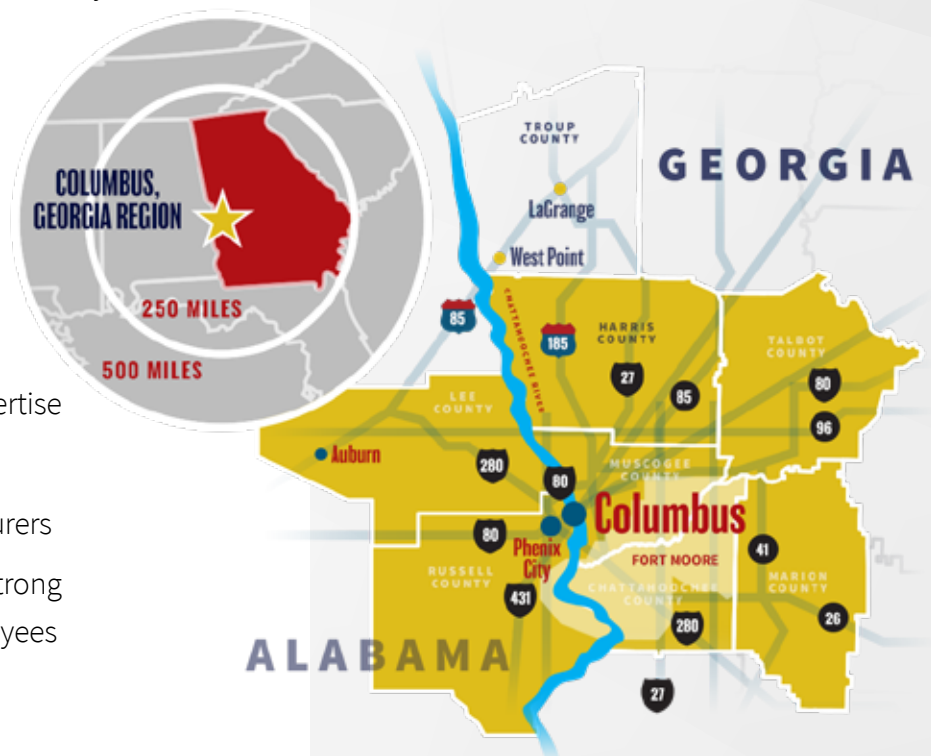 COLUMBUS,
GEORGIA REGION
250 MILES
500 MILES
ertise
urers
trong
yees
TROUP
COUNTY
GEORGIA
LaGrange
West Point
CHATTAHOOCHEE RIVER
85
185
HARRIS
COUNTY
27
85
TALBOT
COUNTY
80
96
LEE
COUNTY
Auburn
280
80
MUSCOGEE
COUNTY
Columbus
Phenix
City
80
RUSSELL
COUNTY
431
FORT MOORE
CHATTAHOOCHEE
COUNTY
280
41
MARION
COUNTY
26
27
ALABAMA